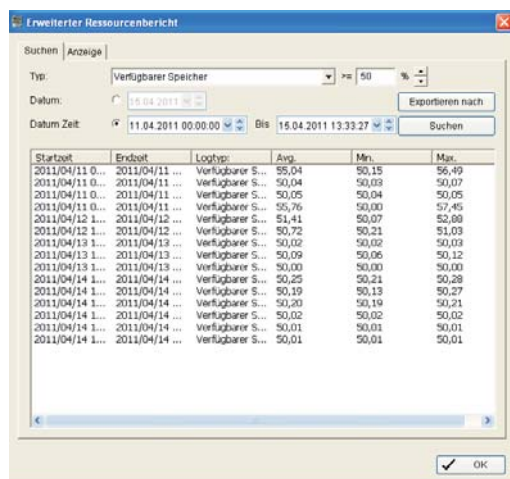 Erweiterter Ressourcenbericht
Suchen Anzeige
Typ: Verfügbarer Speicher >= 50 %
Datum: 15.04.2011 Exportieren nach
Datum Zeit: 11.04.2011 00:00:00 Bis 15.04.2011 13:33:27 Suchen
Startzeit Endzeit Logtyp: Avg. Min. Max.
2011/04/11 0... 2011/04/11 ... Verfügbarer S... 55,04 50,15 56,49
2011/04/11 0... 2011/04/11 ... Verfügbarer S... 50,04 50,03 50,07
2011/04/11 0... 2011/04/11 ... Verfügbarer S... 50,05 50,04 50,05
2011/04/11 0... 2011/04/11 ... Verfügbarer S... 55,76 50,00 57,45
2011/04/12 1... 2011/04/12 ... Verfügbarer S... 51,41 50,07 52,88
2011/04/12 1... 2011/04/12 ... Verfügbarer S... 50,72 50,21 51,03
2011/04/13 1... 2011/04/13 ... Verfügbarer S... 50,02 50,02 50,03
2011/04/13 1... 2011/04/13 ... Verfügbarer S... 50,09 50,06 50,12
2011/04/13 1... 2011/04/13 ... Verfügbarer S... 50,00 50,00 50,00
2011/04/14 1... 2011/04/14 ... Verfügbarer S... 50,25 50,21 50,28
2011/04/14 1... 2011/04/14 ... Verfügbarer S... 50,19 50,13 50,27
2011/04/14 1... 2011/04/14 ... Verfügbarer S... 50,20 50,19 50,21
2011/04/14 1... 2011/04/14 ... Verfügbarer S... 50,02 50,02 50,02
2011/04/14 1... 2011/04/14 ... Verfügbarer S... 50,01 50,01 50,01
2011/04/14 1... 2011/04/14 ... Verfügbarer S... 50,01 50,01 50,01
OK